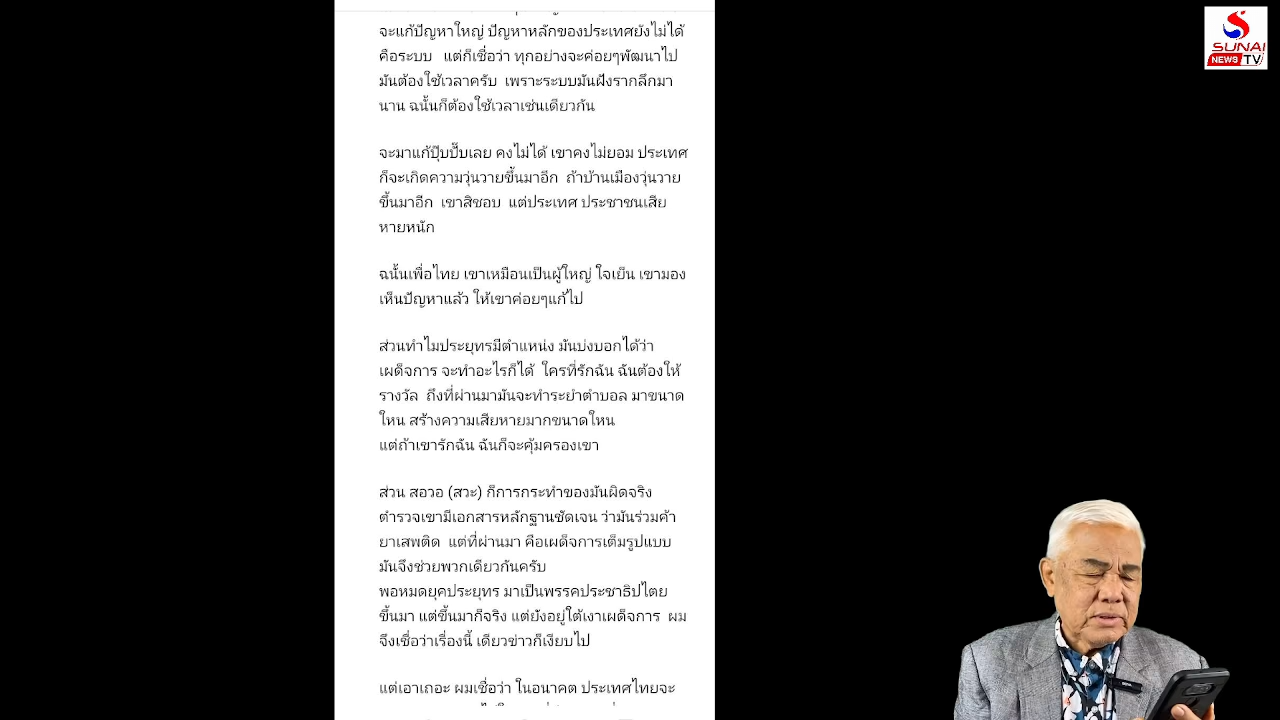 จะแก้ปัญหาใหญ่ ปัญหาหลักของประเทศยังไม่ได้
คือระบบ แต่ก็เชื่อว่า ทุกอย่างจะค่อยๆพัฒนาไป
มันต้องใช้เวลาครับ เพราะระบบมันฝังรากลึกมา
นาน ฉนั้นก็ต้องใช้เวลาเช่นเดียวกัน
จะมาแก้ปุ๊บปั๊บเลย คงไม่ได้ เขาคงไม่ยอม ประเทศ
ก็จะเกิดความวุ่นวายขึ้นมาอีก ถ้าบ้านเมืองวุ่นวาย
ขึ้นมาอีก เขาสิชอบ แต่ประเทศ ประชาชนเสีย
หายหนัก
ฉนั้นเพื่อไทย เขาเหมือนเป็นผู้ใหญ่ ใจเย็น เขามอง
เห็นปัญหาแล้ว ให้เขาค่อยๆแก้ไป
ส่วนทำไมประยุทรมีตำแหน่ง มันบ่งบอกได้ว่า
เผด็จการ จะทำอะไรก็ได้ ใครที่รักฉัน ฉันต้องให้
รางวัล ถึงที่ผ่านมามันจะทำระยำตำบอล มาขนาด
ใหน สร้างความเสียหายมากขนาดใหน
แต่ถ้าเขารักฉัน ฉันก็จะคุ้มครองเขา
ส่วน สอวอ (สวะ) ก็การกระทำของมันผิดจริง
ตำรวจเขามีเอกสารหลักฐานชัดเจน ว่ามันร่วมค้า
ยาเสพติด แต่ที่ผ่านมา คือเผด็จการเต็มรูปแบบ
มันจึงช่วยพวกเดียวกันครับ
พอหมดยุคประยุทร มาเป็นพรรคประชาธิปไตย
ขึ้นมา แต่ขึ้นมาก็จริง แต่ยังอยู่ใต้เงาเผด็จการ ผม
จึงเชื่อว่าเรื่องนี้ เดียวข่าวก็เงียบไป
แต่เอาเถอะ ผมเชื่อว่า ในอนาคต ประเทศไทยจะ
SUNAI
NEWS TV